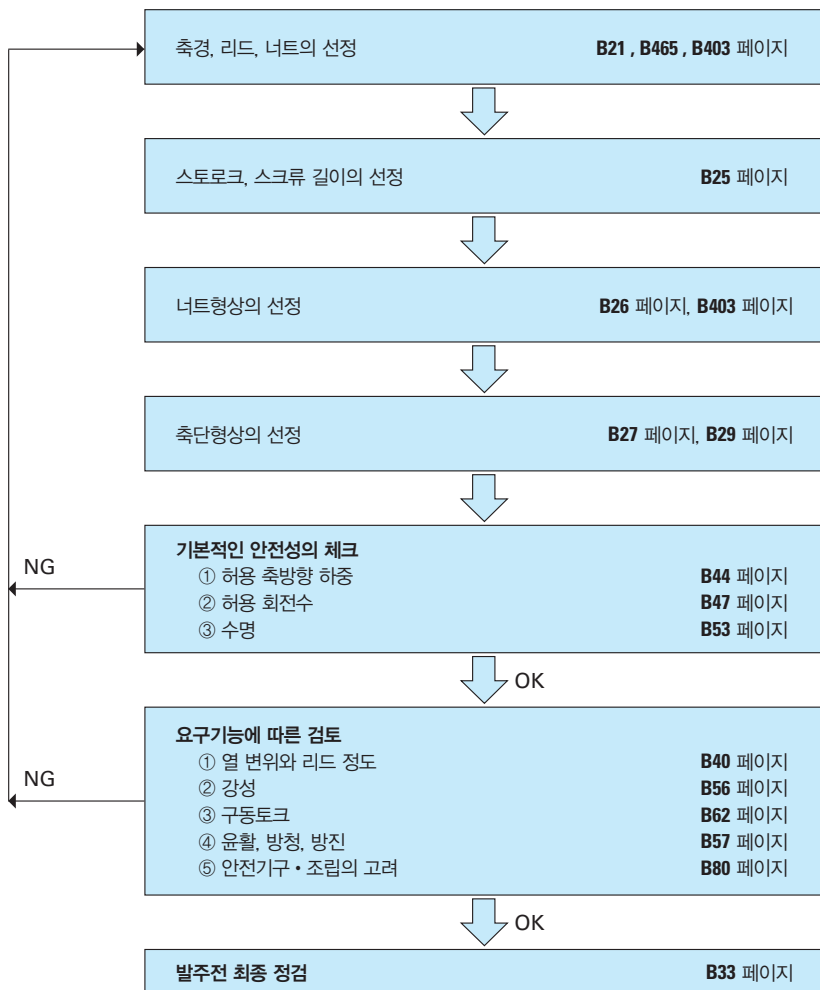 축경, 리드, 너트의 선정 B21 , B465 , B403 페이지
스토로크, 스크류 길이의 선정 B25 페이지
너트형상의 선정 B26 페이지, B403 페이지
축단형상의 선정 B27 페이지, B29 페이지
기본적인 안전성의 체크
① 허용 축방향 하중 B44 페이지
② 허용 회전수 B47 페이지
③ 수명 B53 페이지
NG
OK
요구기능에 따른 검토
① 열 변위와 리드 정도 B40 페이지
② 강성 B56 페이지
③ 구동토크 B62 페이지
④ 윤활, 방청, 방진 B57 페이지
⑤ 안전기구 • 조립의 고려 B80 페이지
NG
OK
발주전 최종 정검 B33 페이지